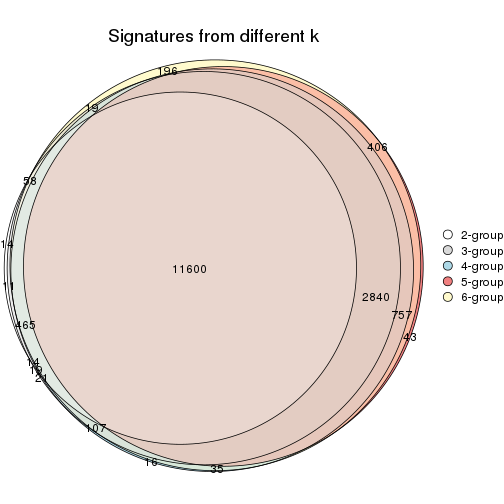 Signatures from different k
196
19
406
58
14
11600
11
2840
757
465
43
14
21
107
16
35
2-group
3-group
4-group
5-group
6-group